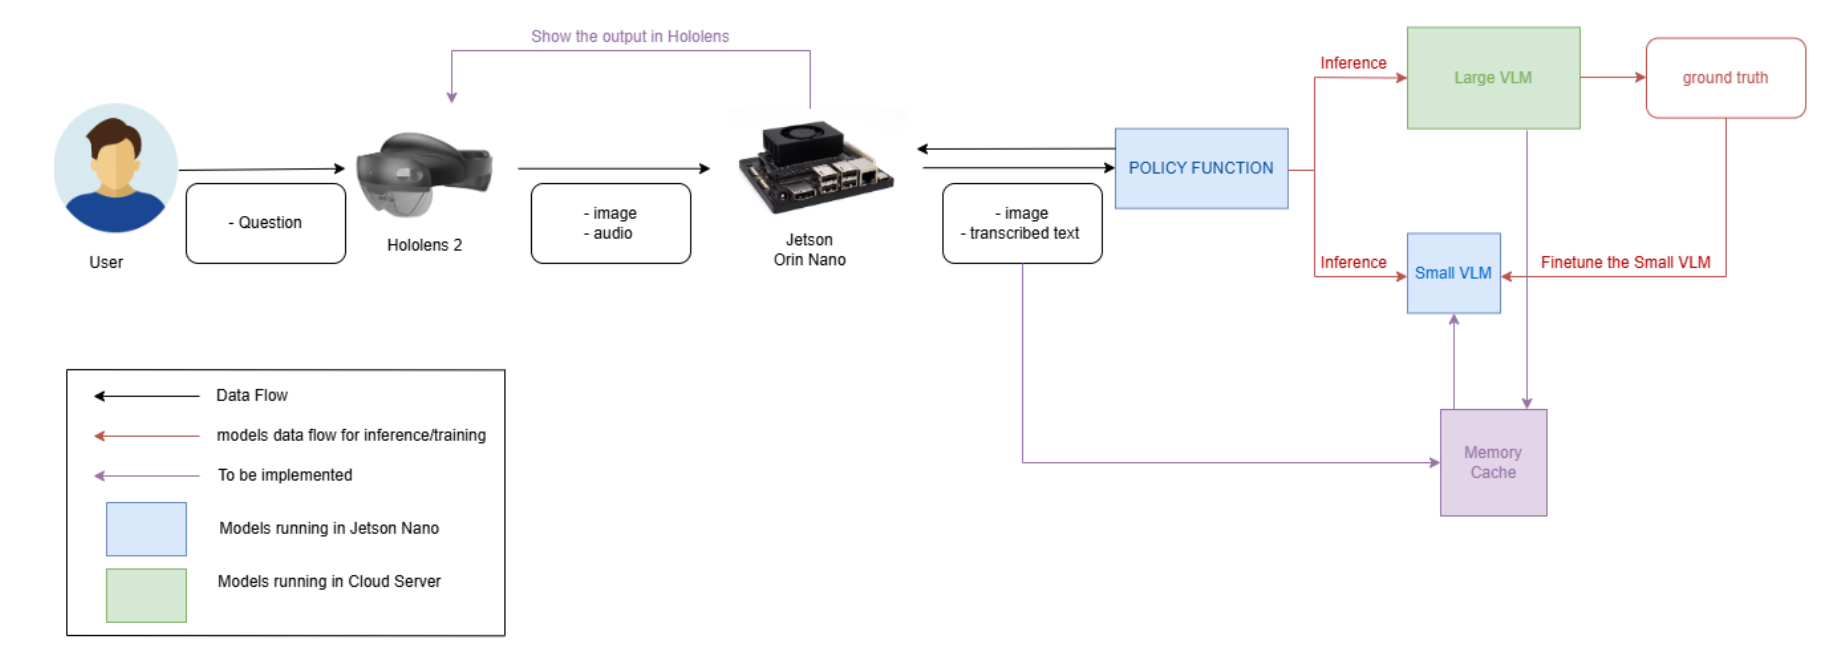 Show the output in Hololens
Inference
Large VLM
ground truth
POLICY FUNCTION
- Question
- image
- audio
- image
- transcribed text
User
Hololens 2
Jetson
Orin Nano
Inference
Small VLM
Finetune the Small VLM
Memory
Cache
Data Flow
models data flow for inference/training
To be implemented
Models running in Jetson Nano
Models running in Cloud Server